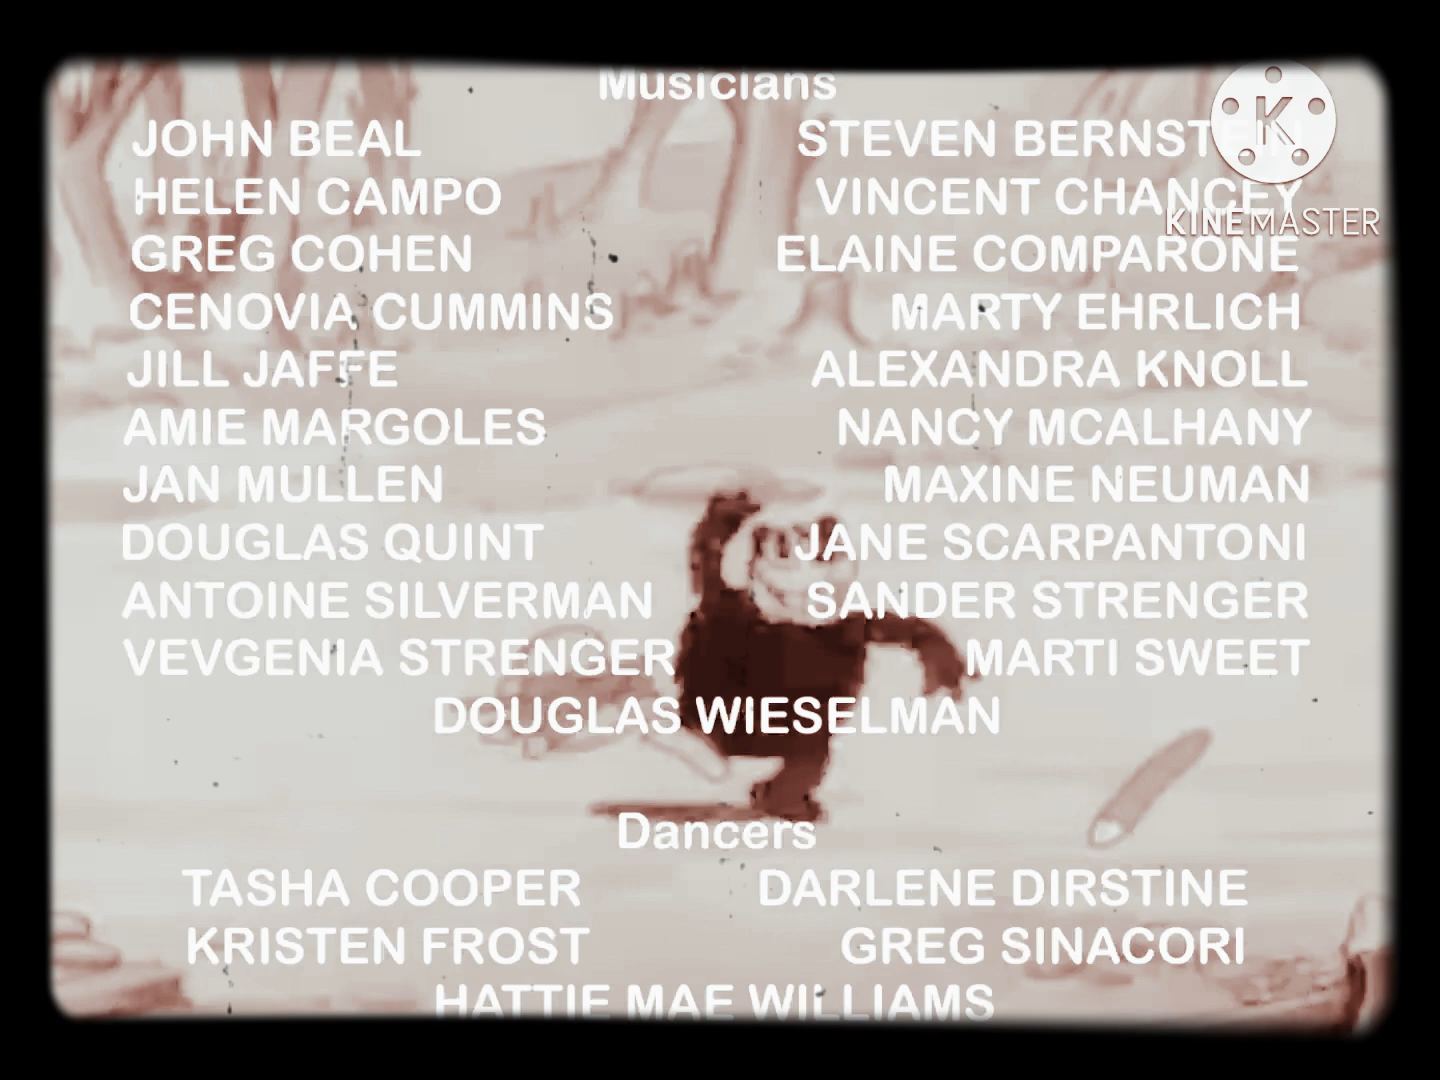 Musicians
JOHN BEAL STEVEN BERNSTEIN
HELEN CAMPO VINCENT CHANCEY
KINEMASTER
GREG COHEN ELAINE COMPARONE
CENOVIA CUMMINS MARTY EHRLICH
JILL JAFFE ALEXANDRA KNOLL
AMIE MARGOLES NANCY MCALHANY
JAN MULLEN MAXINE NEUMAN
DOUGLAS QUINT JANE SCARPANTONI
ANTOINE SILVERMAN SANDER STRENGER
VEVGENIA STRENGER MARTI SWEET
DOUGLAS WIESELMAN
Dancers
TASHA COOPER DARLENE DIRSTINE
KRISTEN FROST GREG SINACORI
HATTIE MAE WILLIAMS